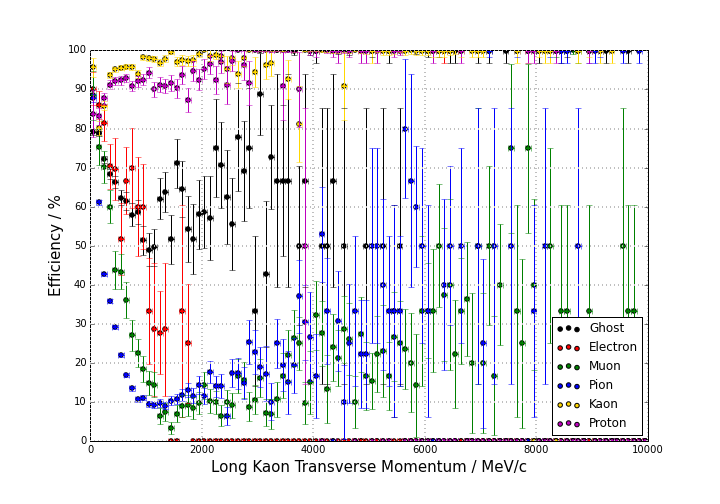 100
90
80
70
60
50
40
30
20
10
0
Efficiency / %
Ghost
Electron
Muon
Pion
Kaon
Proton
0 2000 4000 6000 8000 10000
Long Kaon Transverse Momentum / MeV/c